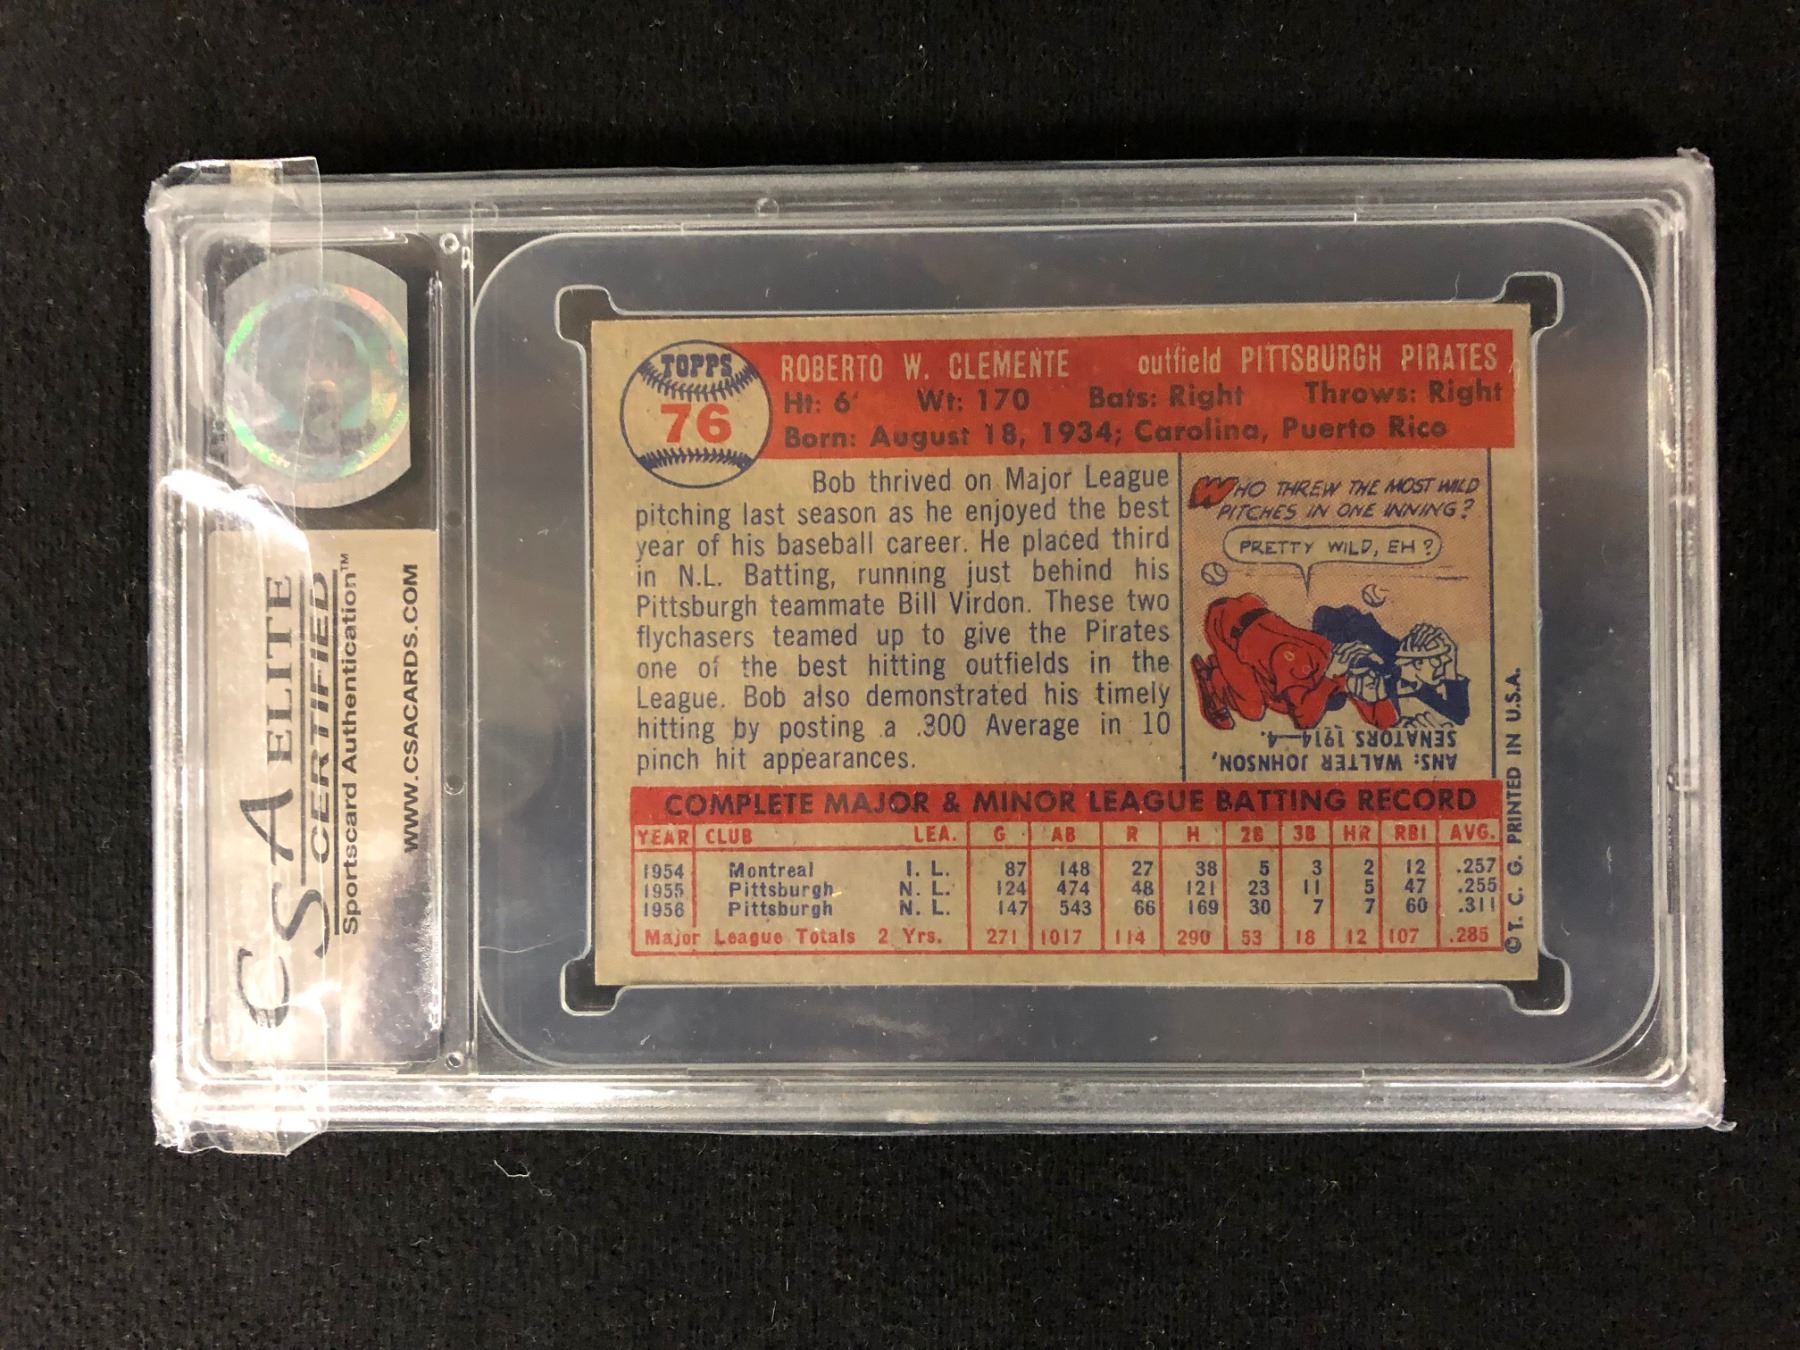 CSA ELITE
CERTIFIED
Sportscard Authentication™
WWW.CSACARDS.COM
TOPPS
76
ROBERTO W. CLEMENTE outfield PITTSBURGH PIRATES
Ht: 6' Wt: 170 Bats: Right Throws: Right
Born: August 18, 1934; Carolina, Puerto Rico
Bob thrived on Major League
pitching last season as he enjoyed the best
year of his baseball career. He placed third
in N.L. Batting, running just behind his
Pittsburgh teammate Bill Virdon. These two
flychasers teamed up to give the Pirates
one of the best hitting outfields in the
League. Bob also demonstrated his timely
hitting by posting a .300 Average in 10
pinch hit appearances.
WHO THREW THE MOST WILD
PITCHES IN ONE INNING?
PRETTY WILD, EH?
ANS: WALTER JOHNSON,
SENATORS 1914-4.
COMPLETE MAJOR & MINOR LEAGUE BATTING RECORD
YEAR CLUB LEA. G AB R H 2B 3B HR RBI AVG.
1954 Montreal I. L. 87 148 27 38 5 3 2 12 .257
1955 Pittsburgh N. L. 124 474 48 121 23 11 5 47 .255
1956 Pittsburgh N. L. 147 543 66 169 30 7 7 60 .311
Major League Totals 2 Yrs. 271 1017 114 290 53 18 12 107 .285
© T. C. G. PRINTED IN U.S.A.